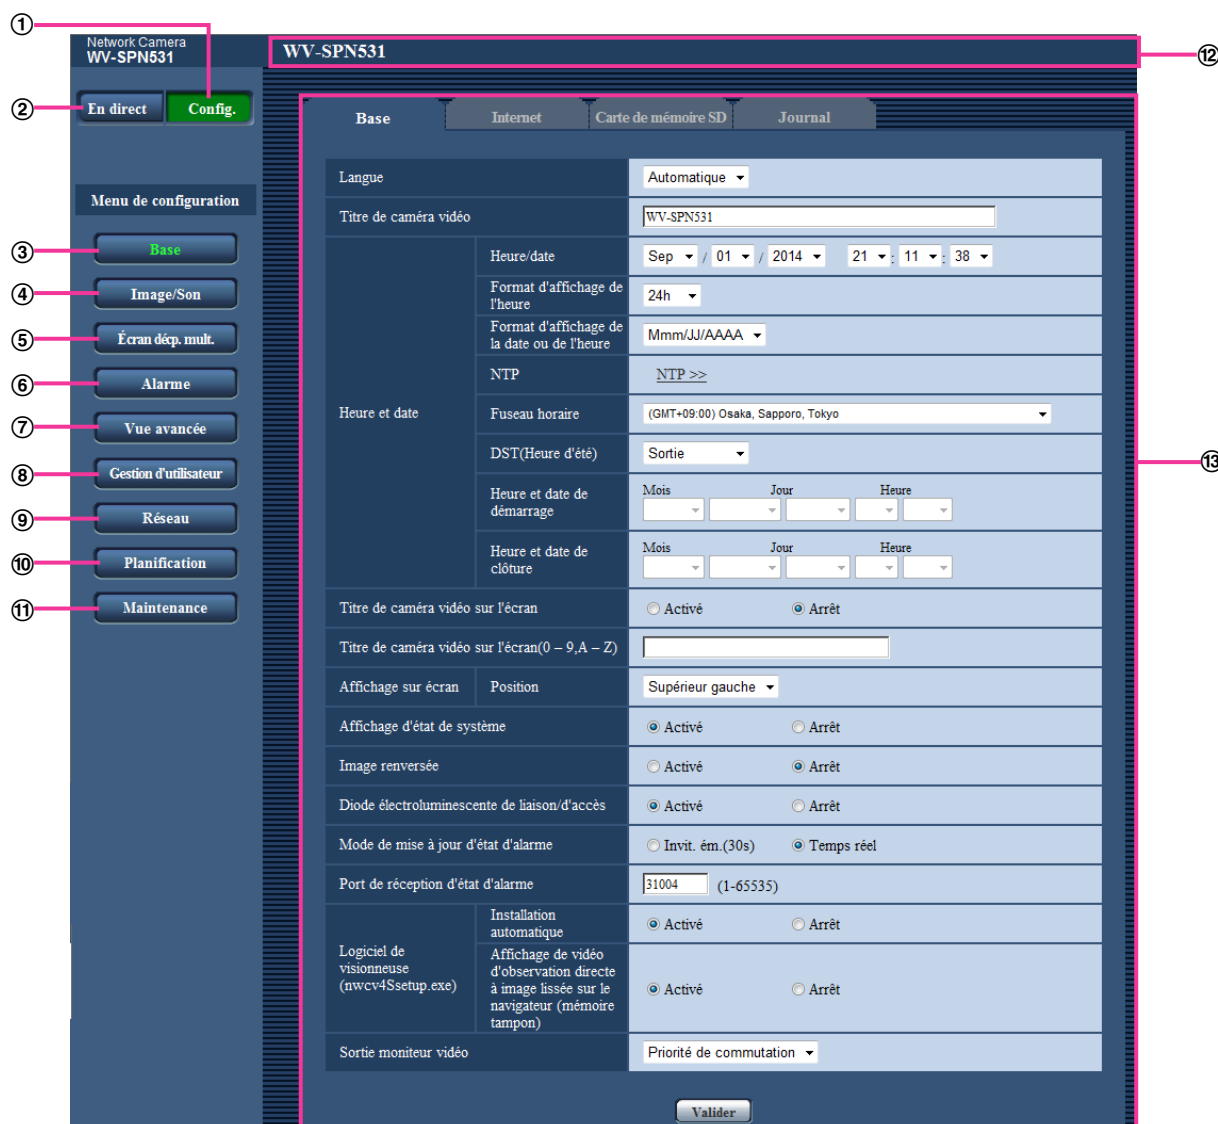 ①
Network Camera
WV-SPN531
WV-SPN531
⑫
②
En direct
Config.
Base
Internet
Carte de mémoire SD
Journal
Menu de configuration
③
Base
④
Image/Son
⑤
Écran décp. mult.
⑥
Alarme
⑦
Vue avancée
⑧
Gestion d'utilisateur
⑨
Réseau
⑩
Planification
⑪
Maintenance
⑬
Langue
Automatique
Titre de caméra vidéo
WV-SPN531
Heure et date
Heure/date
Sep / 01 / 2014 21 : 11 : 38
Format d'affichage de
l'heure
24h
Format d'affichage de
la date ou de l'heure
Mmm/JJ/AAAA
NTP
NTP >>
Fuseau horaire
(GMT+09:00) Osaka, Sapporo, Tokyo
DST(Heure d'été)
Sortie
Heure et date de
démarrage
Mois Jour Heure
Heure et date de
clôture
Mois Jour Heure
Titre de caméra vidéo sur l'écran
Activé Arrêt
Titre de caméra vidéo sur l'écran(0 – 9,A – Z)
Affichage sur écran
Position
Supérieur gauche
Affichage d'état de système
Activé Arrêt
Image renversée
Activé Arrêt
Diode électroluminescente de liaison/d'accès
Activé Arrêt
Mode de mise à jour d'état d'alarme
Invit. ém.(30s) Temps réel
Port de réception d'état d'alarme
31004 (1-65535)
Logiciel de
visionneuse
(nwcv4Ssetup.exe)
Installation
automatique
Activé Arrêt
Affichage de vidéo
d'observation directe
à image lissée sur le
navigateur (mémoire
tampon)
Activé Arrêt
Sortie moniteur vidéo
Priorité de commutation
Valider